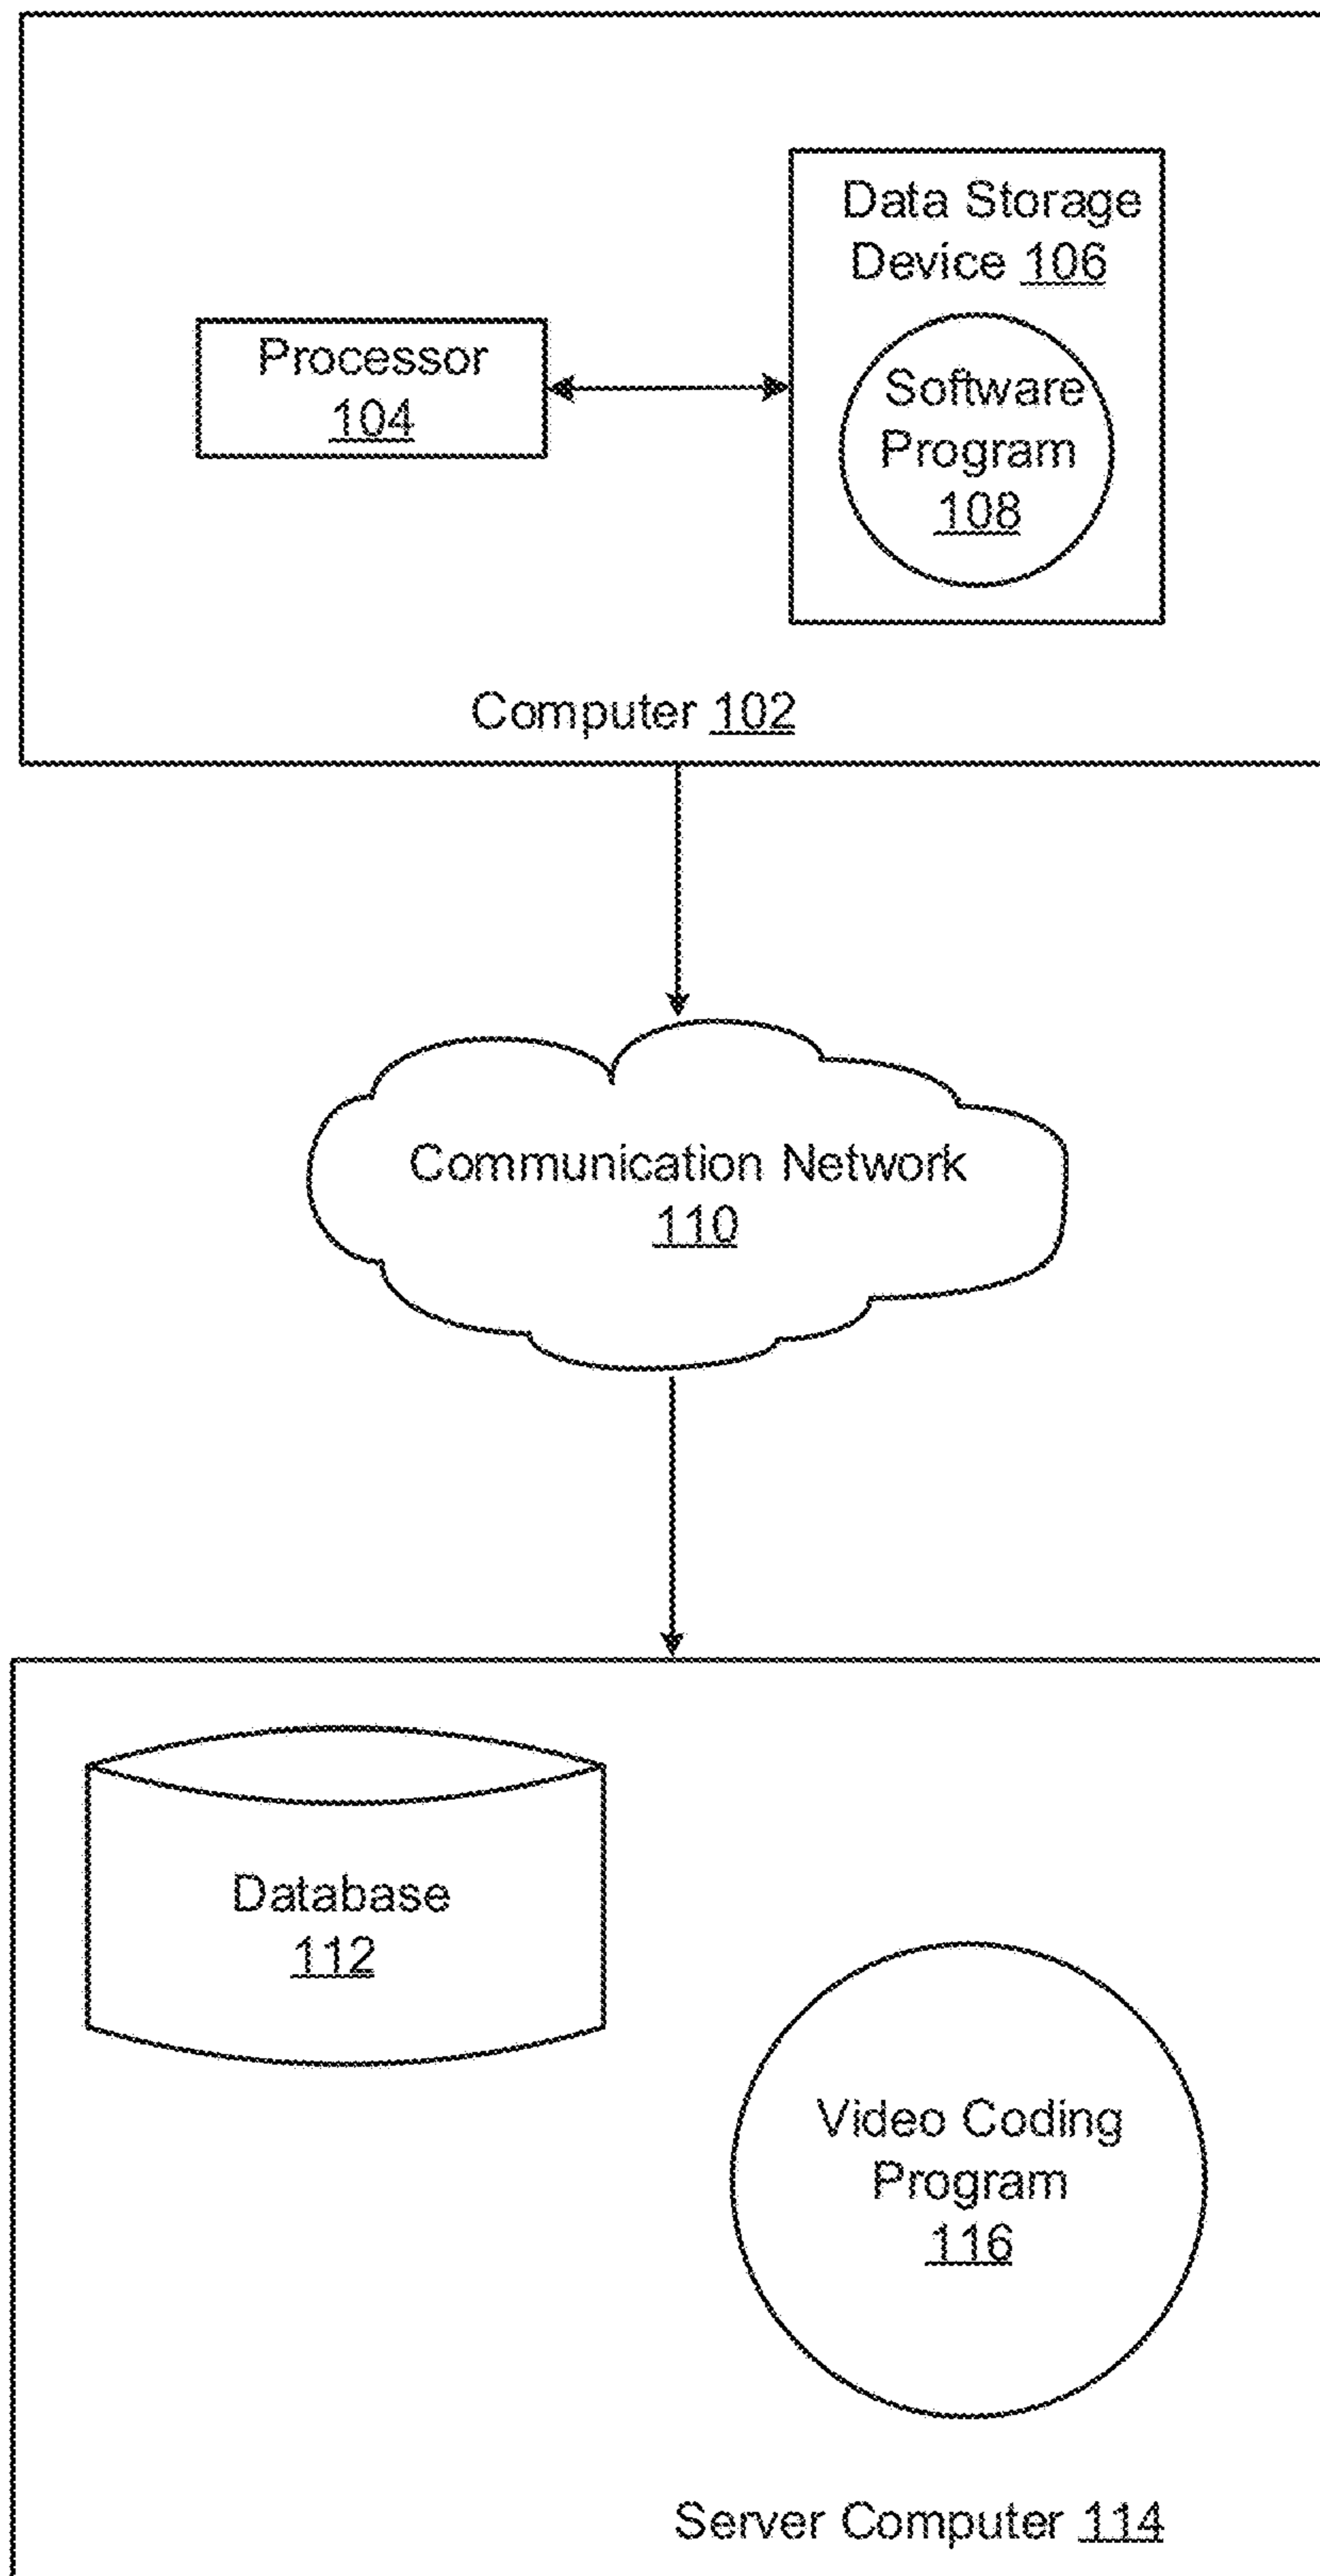 Data Storage
Device 106
Processor
104
Software
Program
108
Computer 102
Communication Network
110
Database
112
Video Coding
Program
116
Server Computer 114